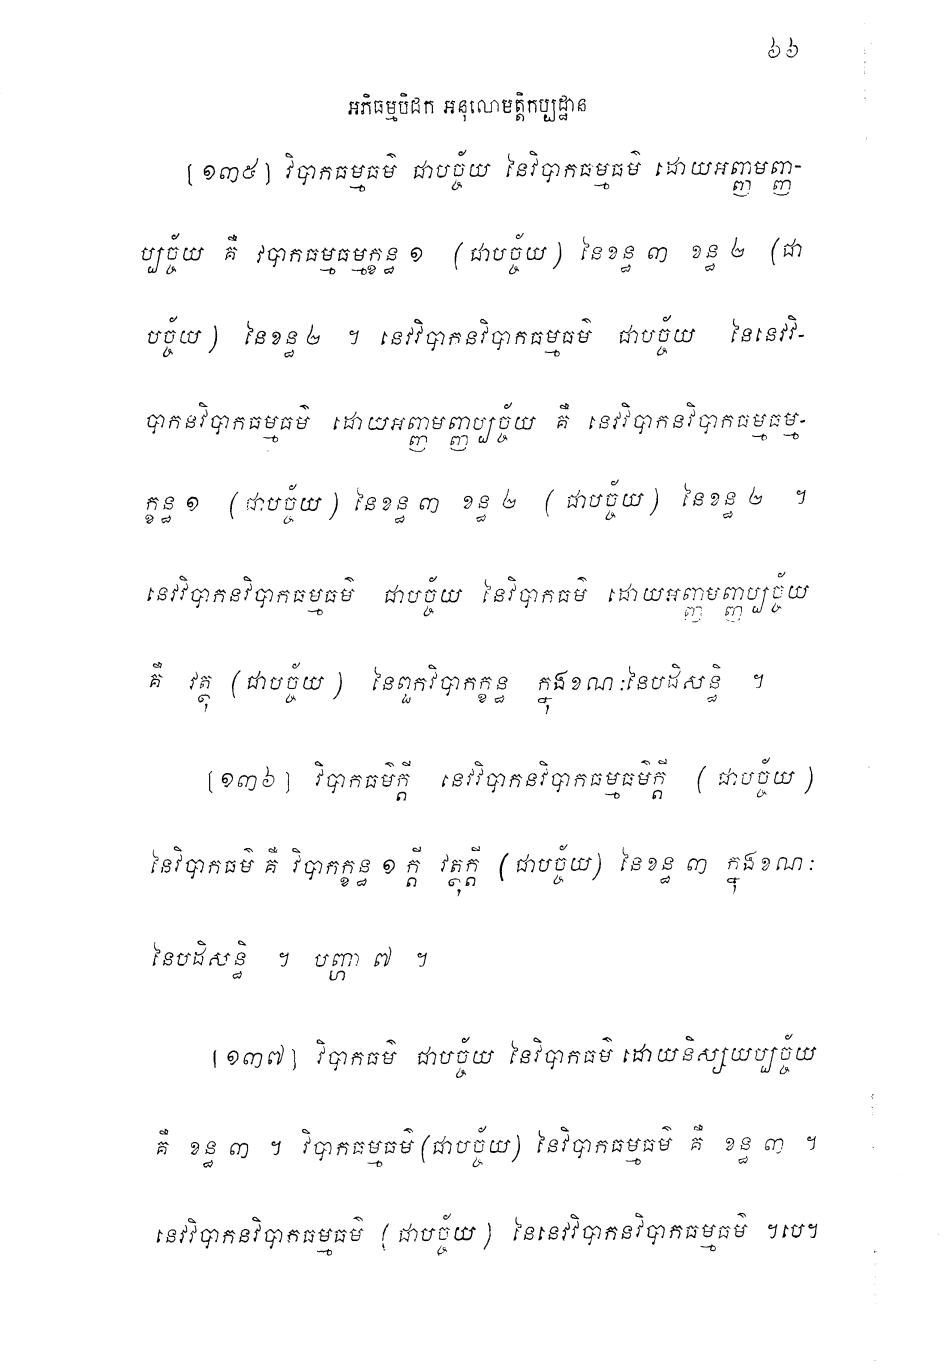 ៦៦
អភិធម្មបិដក អនុលោមត្តិកប្បដ្ឋាន
[១៣៥] វិបាកធម្មធម៌ ជាបច្ច័យ នៃវិបាកធម្មធម៌ ដោយអញ្ញាមញ្ញ-
ប្បច្ច័យ គឺ វបាកធម្មធម្មក្ខន្ធ ១ (ជាបច្ច័យ) នៃខន្ធ ៣ ខន្ធ ២ (ជា
បច្ច័យ) នៃខន្ធ ២ ។ នេវវិបាកនវិបាកធម្មធម៌ ជាបច្ច័យ នៃនេវវិ-
បាកនវិបាកធម្មធម៌ ដោយអញ្ញាមញ្ញប្បច្ច័យ គឺ នេវវិបាកនវិបាកធម្មធម្ម-
ក្ខន្ធ ១ (ជាបច្ច័យ) នៃខន្ធ ៣ ខន្ធ ២ (ជាបច្ច័យ) នៃខន្ធ ២ ។
នេវវិបាកនវិបាកធម្មធម៌ ជាបច្ច័យ នៃវិបាកធម៌ ដោយអញ្ញាមញ្ញប្បច្ច័យ
គឺ វត្ថុ (ជាបច្ច័យ) នៃពួកវិបាកក្ខន្ធ ក្នុងខណៈនៃបដិសន្ធិ ។
[១៣៦] វិបាកធម៌ក្តី នេវវិបាកនវិបាកធម្មធម៌ក្តី (ជាបច្ច័យ)
នៃវិបាកធម៌ គឺ វិបាកក្ខន្ធ ១ ក្តី វត្ថុក្តី (ជាបច្ច័យ) នៃខន្ធ ៣ ក្នុងខណៈ
នៃបដិសន្ធិ ។ បញ្ហា ៧ ។
[១៣៧] វិបាកធម៌ ជាបច្ច័យ នៃវិបាកធម៌ ដោយនិស្សយប្បច្ច័យ
គឺ ខន្ធ ៣ ។ វិបាកធម្មធម៌ (ជាបច្ច័យ) នៃវិបាកធម្មធម៌ គឺ ខន្ធ ៣ ។
នេវវិបាកនវិបាកធម្មធម៌ (ជាបច្ច័យ) នៃនេវវិបាកនវិបាកធម្មធម៌ ។បេ។